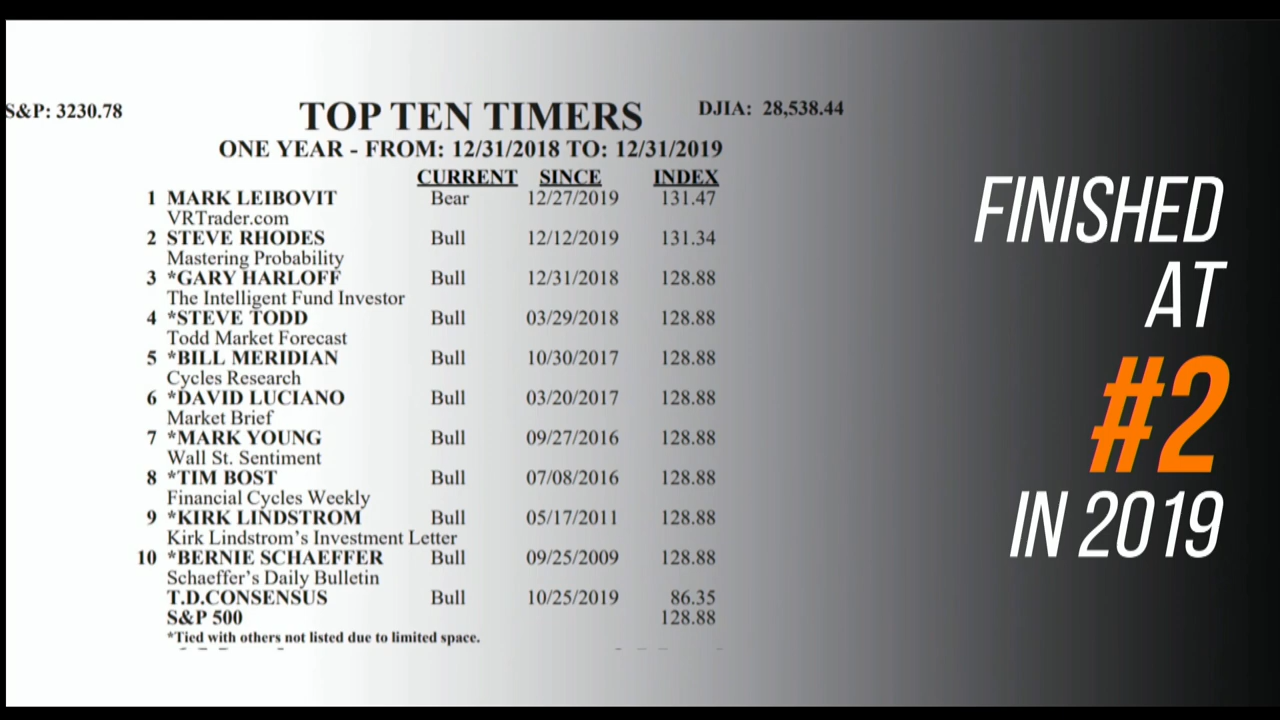 S&P: 3230.78
TOP TEN TIMERS
DJIA: 28,538.44
ONE YEAR - FROM: 12/31/2018 TO: 12/31/2019
CURRENT SINCE INDEX
1 MARK LEIBOVIT Bear 12/27/2019 131.47
VRTrader.com
2 STEVE RHODES Bull 12/12/2019 131.34
Mastering Probability
3 *GARY HARLOFF Bull 12/31/2018 128.88
The Intelligent Fund Investor
4 *STEVE TODD Bull 03/29/2018 128.88
Todd Market Forecast
5 *BILL MERIDIAN Bull 10/30/2017 128.88
Cycles Research
6 *DAVID LUCIANO Bull 03/20/2017 128.88
Market Brief
7 *MARK YOUNG Bull 09/27/2016 128.88
Wall St. Sentiment
8 *TIM BOST Bull 07/08/2016 128.88
Financial Cycles Weekly
9 *KIRK LINDSTROM Bull 05/17/2011 128.88
Kirk Lindstrom's Investment Letter
10 *BERNIE SCHAEFFER Bull 09/25/2009 128.88
Schaeffer's Daily Bulletin
T.D.CONSENSUS Bull 10/25/2019 86.35
S&P 500 128.88
*Tied with others not listed due to limited space.
FINISHED
AT
#2
IN 2019